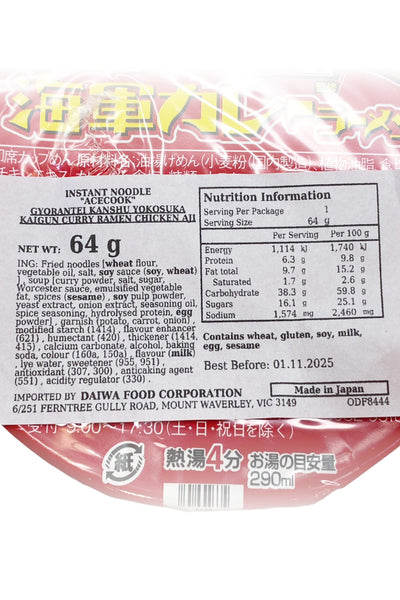 海軍カレーラーメン
INSTANT NOODLE
"ACECOOK"
GYORANTEI KANSHU YOKOSUKA
KAIGUN CURRY RAMEN CHICKEN AJI
NET WT: 64 g
ING: Fried noodles [wheat flour,
vegetable oil, salt, soy sauce (soy, wheat)
] , soup [curry powder, salt, sugar,
Worcester sauce, emulsified vegetable
fat, spices (sesame) , soy pulp powder,
yeast extract, onion extract, seasoning oil,
spice seasoning, hydrolysed protein, egg
powder] , garnish (potato, carrot, onion) ,
modified starch (1414) , flavour enhancer
(621) , humectant (420) , thickener (1414,
415) , calcium carbonate, alcohol, baking
soda, colour (160a, 150a) , flavour (milk)
, lye water, sweetener (955, 951) ,
antioxidant (307, 300) , anticaking agent
(551) , acidity regulator (330) .
Nutrition Information
Serving Per Package 1
Serving Size 64 g
Per Serving Per 100 g
Energy 1,114 kJ 1,740 kJ
Protein 6.3 g 9.8 g
Fat total 9.7 g 15.2 g
Saturated 1.7 g 2.6 g
Carbohydrate 38.3 g 59.8 g
Sugars 16.1 g 25.1 g
Sodium 1,574 mg 2,460 mg
Contains wheat, gluten, soy, milk,
egg, sesame
Best Before: 01.11.2025
Made in Japan
IMPORTED BY DAIWA FOOD CORPORATION
6/251 FERNTREE GULLY ROAD, MOUNT WAVERLEY, VIC 3149 ODF8444
17:30(土・日・祝日を除く)
紙 熱湯4分 お湯の目安量
290ml